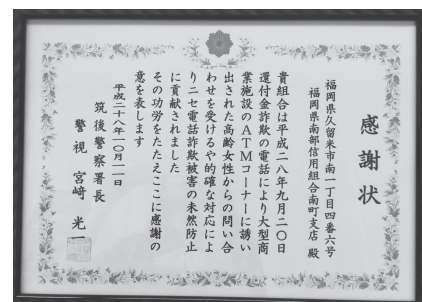 感謝状
福岡県久留米市南一丁目四番六号
福岡県南部信用組合南町支店 殿
貴組合は平成二八年九月二〇日
還付金詐欺の電話により大型商
業施設のATMコーナーに誘い
出された高齢女性からの問い合
わせを受けるや的確な対応によ
りニセ電話詐欺被害の未然防止
に貢献されました
その功労をたたえここに感謝の
意を表します
平成二十八年一〇月一一日
筑後警察署長
警視 宮﨑 光一